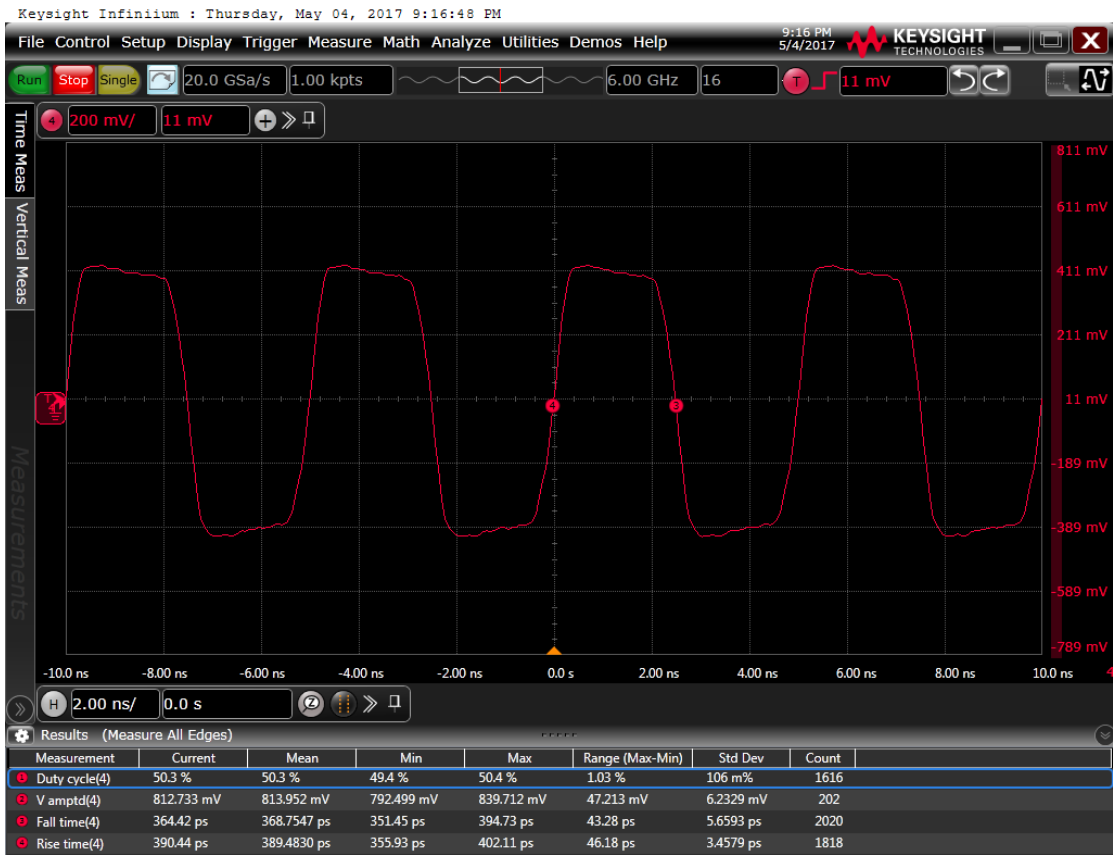 Keysight Infiniium : Thursday, May 04, 2017 9:16:48 PM
File Control Setup Display Trigger Measure Math Analyze Utilities Demos Help
9:16 PM
5/4/2017
KEYSIGHT
TECHNOLOGIES
X
Run Stop Single 20.0 GSa/s 1.00 kpts 6.00 GHz 16 T 11 mV
4 200 mV/ 11 mV
Time Meas
Vertical Meas
Measurements
811 mV
611 mV
411 mV
211 mV
11 mV
-189 mV
-389 mV
-589 mV
-789 mV
T
4 3
-10.0 ns -8.00 ns -6.00 ns -4.00 ns -2.00 ns 0.0 s 2.00 ns 4.00 ns 6.00 ns 8.00 ns 10.0 ns 4
H 2.00 ns/ 0.0 s Z
Results (Measure All Edges)
Measurement Current Mean Min Max Range (Max-Min) Std Dev Count
1 Duty cycle(4) 50.3 % 50.3 % 49.4 % 50.4 % 1.03 % 106 m% 1616
2 V amptd(4) 812.733 mV 813.952 mV 792.499 mV 839.712 mV 47.213 mV 6.2329 mV 202
3 Fall time(4) 364.42 ps 368.7547 ps 351.45 ps 394.73 ps 43.28 ps 5.6593 ps 2020
4 Rise time(4) 390.44 ps 389.4830 ps 355.93 ps 402.11 ps 46.18 ps 3.4579 ps 1818